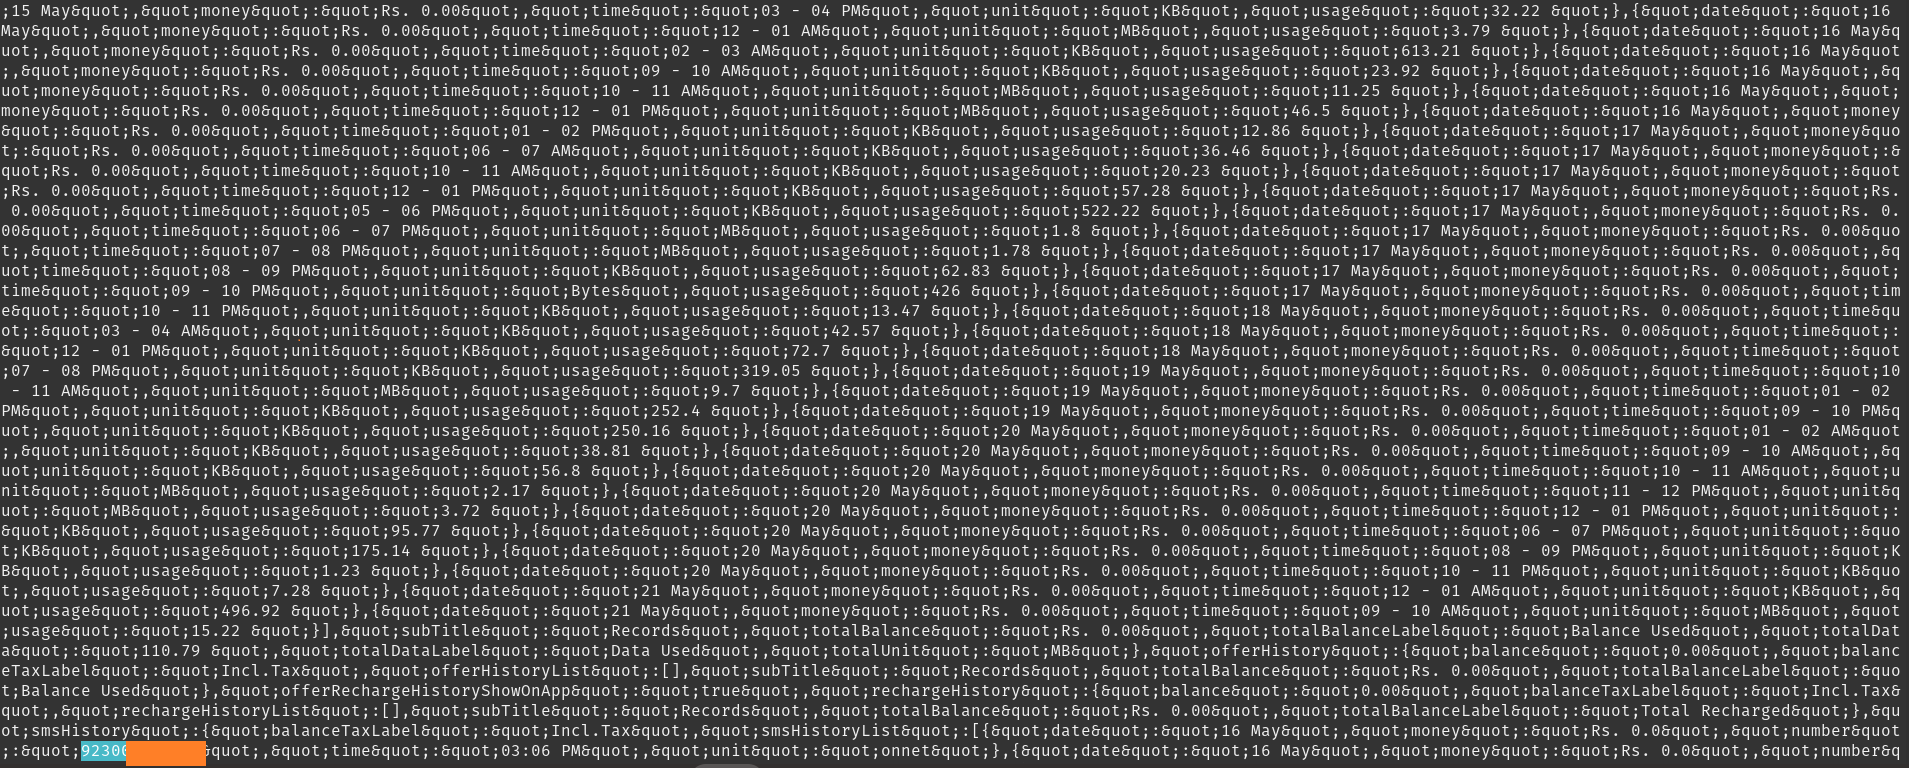 ;15 May&quot;,&quot;money&quot;:&quot;Rs. 0.00&quot;,&quot;time&quot;:&quot;03 - 04 PM&quot;,&quot;unit&quot;:&quot;KB&quot;,&quot;usage&quot;:&quot;32.22 &quot;},{&quot;date&quot;:&quot;16
May&quot;,&quot;money&quot;:&quot;Rs. 0.00&quot;,&quot;time&quot;:&quot;12 - 01 AM&quot;,&quot;unit&quot;:&quot;MB&quot;,&quot;usage&quot;:&quot;3.79 &quot;},{&quot;date&quot;:&quot;16 May&q
uot;,&quot;money&quot;:&quot;Rs. 0.00&quot;,&quot;time&quot;:&quot;02 - 03 AM&quot;,&quot;unit&quot;:&quot;KB&quot;,&quot;usage&quot;:&quot;613.21 &quot;},{&quot;date&quot;:&quot;16 May&quot
;,&quot;money&quot;:&quot;Rs. 0.00&quot;,&quot;time&quot;:&quot;09 - 10 AM&quot;,&quot;unit&quot;:&quot;KB&quot;,&quot;usage&quot;:&quot;23.92 &quot;},{&quot;date&quot;:&quot;16 May&quot;,&q
uot;money&quot;:&quot;Rs. 0.00&quot;,&quot;time&quot;:&quot;10 - 11 AM&quot;,&quot;unit&quot;:&quot;MB&quot;,&quot;usage&quot;:&quot;11.25 &quot;},{&quot;date&quot;:&quot;16 May&quot;,&quot;
money&quot;:&quot;Rs. 0.00&quot;,&quot;time&quot;:&quot;12 - 01 PM&quot;,&quot;unit&quot;:&quot;MB&quot;,&quot;usage&quot;:&quot;46.5 &quot;},{&quot;date&quot;:&quot;16 May&quot;,&quot;money
&quot;:&quot;Rs. 0.00&quot;,&quot;time&quot;:&quot;01 - 02 PM&quot;,&quot;unit&quot;:&quot;KB&quot;,&quot;usage&quot;:&quot;12.86 &quot;},{&quot;date&quot;:&quot;17 May&quot;,&quot;money&quo
t;:&quot;Rs. 0.00&quot;,&quot;time&quot;:&quot;06 - 07 AM&quot;,&quot;unit&quot;:&quot;KB&quot;,&quot;usage&quot;:&quot;36.46 &quot;},{&quot;date&quot;:&quot;17 May&quot;,&quot;money&quot;:&
quot;Rs. 0.00&quot;,&quot;time&quot;:&quot;10 - 11 AM&quot;,&quot;unit&quot;:&quot;KB&quot;,&quot;usage&quot;:&quot;20.23 &quot;},{&quot;date&quot;:&quot;17 May&quot;,&quot;money&quot;:&quot
;Rs. 0.00&quot;,&quot;time&quot;:&quot;12 - 01 PM&quot;,&quot;unit&quot;:&quot;KB&quot;,&quot;usage&quot;:&quot;57.28 &quot;},{&quot;date&quot;:&quot;17 May&quot;,&quot;money&quot;:&quot;Rs.
 0.00&quot;,&quot;time&quot;:&quot;05 - 06 PM&quot;,&quot;unit&quot;:&quot;KB&quot;,&quot;usage&quot;:&quot;522.22 &quot;},{&quot;date&quot;:&quot;17 May&quot;,&quot;money&quot;:&quot;Rs. 0.
00&quot;,&quot;time&quot;:&quot;06 - 07 PM&quot;,&quot;unit&quot;:&quot;MB&quot;,&quot;usage&quot;:&quot;1.8 &quot;},{&quot;date&quot;:&quot;17 May&quot;,&quot;money&quot;:&quot;Rs. 0.00&quo
t;,&quot;time&quot;:&quot;07 - 08 PM&quot;,&quot;unit&quot;:&quot;MB&quot;,&quot;usage&quot;:&quot;1.78 &quot;},{&quot;date&quot;:&quot;17 May&quot;,&quot;money&quot;:&quot;Rs. 0.00&quot;,&q
uot;time&quot;:&quot;08 - 09 PM&quot;,&quot;unit&quot;:&quot;KB&quot;,&quot;usage&quot;:&quot;62.83 &quot;},{&quot;date&quot;:&quot;17 May&quot;,&quot;money&quot;:&quot;Rs. 0.00&quot;,&quot;
time&quot;:&quot;09 - 10 PM&quot;,&quot;unit&quot;:&quot;Bytes&quot;,&quot;usage&quot;:&quot;426 &quot;},{&quot;date&quot;:&quot;17 May&quot;,&quot;money&quot;:&quot;Rs. 0.00&quot;,&quot;tim
e&quot;:&quot;10 - 11 PM&quot;,&quot;unit&quot;:&quot;KB&quot;,&quot;usage&quot;:&quot;13.47 &quot;},{&quot;date&quot;:&quot;18 May&quot;,&quot;money&quot;:&quot;Rs. 0.00&quot;,&quot;time&qu
ot;:&quot;03 - 04 AM&quot;,&quot;unit&quot;:&quot;KB&quot;,&quot;usage&quot;:&quot;42.57 &quot;},{&quot;date&quot;:&quot;18 May&quot;,&quot;money&quot;:&quot;Rs. 0.00&quot;,&quot;time&quot;:
&quot;12 - 01 PM&quot;,&quot;unit&quot;:&quot;KB&quot;,&quot;usage&quot;:&quot;72.7 &quot;},{&quot;date&quot;:&quot;18 May&quot;,&quot;money&quot;:&quot;Rs. 0.00&quot;,&quot;time&quot;:&quot
;07 - 08 PM&quot;,&quot;unit&quot;:&quot;KB&quot;,&quot;usage&quot;:&quot;319.05 &quot;},{&quot;date&quot;:&quot;19 May&quot;,&quot;money&quot;:&quot;Rs. 0.00&quot;,&quot;time&quot;:&quot;10
 - 11 AM&quot;,&quot;unit&quot;:&quot;MB&quot;,&quot;usage&quot;:&quot;9.7 &quot;},{&quot;date&quot;:&quot;19 May&quot;,&quot;money&quot;:&quot;Rs. 0.00&quot;,&quot;time&quot;:&quot;01 - 02
PM&quot;,&quot;unit&quot;:&quot;KB&quot;,&quot;usage&quot;:&quot;252.4 &quot;},{&quot;date&quot;:&quot;19 May&quot;,&quot;money&quot;:&quot;Rs. 0.00&quot;,&quot;time&quot;:&quot;09 - 10 PM&q
uot;,&quot;unit&quot;:&quot;KB&quot;,&quot;usage&quot;:&quot;250.16 &quot;},{&quot;date&quot;:&quot;20 May&quot;,&quot;money&quot;:&quot;Rs. 0.00&quot;,&quot;time&quot;:&quot;01 - 02 AM&quot
;,&quot;unit&quot;:&quot;KB&quot;,&quot;usage&quot;:&quot;38.81 &quot;},{&quot;date&quot;:&quot;20 May&quot;,&quot;money&quot;:&quot;Rs. 0.00&quot;,&quot;time&quot;:&quot;09 - 10 AM&quot;,&q
uot;unit&quot;:&quot;KB&quot;,&quot;usage&quot;:&quot;56.8 &quot;},{&quot;date&quot;:&quot;20 May&quot;,&quot;money&quot;:&quot;Rs. 0.00&quot;,&quot;time&quot;:&quot;10 - 11 AM&quot;,&quot;u
nit&quot;:&quot;MB&quot;,&quot;usage&quot;:&quot;2.17 &quot;},{&quot;date&quot;:&quot;20 May&quot;,&quot;money&quot;:&quot;Rs. 0.00&quot;,&quot;time&quot;:&quot;11 - 12 PM&quot;,&quot;unit&q
uot;:&quot;MB&quot;,&quot;usage&quot;:&quot;3.72 &quot;},{&quot;date&quot;:&quot;20 May&quot;,&quot;money&quot;:&quot;Rs. 0.00&quot;,&quot;time&quot;:&quot;12 - 01 PM&quot;,&quot;unit&quot;:
&quot;KB&quot;,&quot;usage&quot;:&quot;95.77 &quot;},{&quot;date&quot;:&quot;20 May&quot;,&quot;money&quot;:&quot;Rs. 0.00&quot;,&quot;time&quot;:&quot;06 - 07 PM&quot;,&quot;unit&quot;:&quo
t;KB&quot;,&quot;usage&quot;:&quot;175.14 &quot;},{&quot;date&quot;:&quot;20 May&quot;,&quot;money&quot;:&quot;Rs. 0.00&quot;,&quot;time&quot;:&quot;08 - 09 PM&quot;,&quot;unit&quot;:&quot;K
B&quot;,&quot;usage&quot;:&quot;1.23 &quot;},{&quot;date&quot;:&quot;20 May&quot;,&quot;money&quot;:&quot;Rs. 0.00&quot;,&quot;time&quot;:&quot;10 - 11 PM&quot;,&quot;unit&quot;:&quot;KB&quo
t;,&quot;usage&quot;:&quot;7.28 &quot;},{&quot;date&quot;:&quot;21 May&quot;,&quot;money&quot;:&quot;Rs. 0.00&quot;,&quot;time&quot;:&quot;12 - 01 AM&quot;,&quot;unit&quot;:&quot;KB&quot;,&q
uot;usage&quot;:&quot;496.92 &quot;},{&quot;date&quot;:&quot;21 May&quot;,&quot;money&quot;:&quot;Rs. 0.00&quot;,&quot;time&quot;:&quot;09 - 10 AM&quot;,&quot;unit&quot;:&quot;MB&quot;,&quot
;usage&quot;:&quot;15.22 &quot;}],&quot;subTitle&quot;:&quot;Records&quot;,&quot;totalBalance&quot;:&quot;Rs. 0.00&quot;,&quot;totalBalanceLabel&quot;:&quot;Balance Used&quot;,&quot;totalDat
a&quot;:&quot;110.79 &quot;,&quot;totalDataLabel&quot;:&quot;Data Used&quot;,&quot;totalUnit&quot;:&quot;MB&quot;},&quot;offerHistory&quot;:{&quot;balance&quot;:&quot;0.00&quot;,&quot;balanc
eTaxLabel&quot;:&quot;Incl.Tax&quot;,&quot;offerHistoryList&quot;:[],&quot;subTitle&quot;:&quot;Records&quot;,&quot;totalBalance&quot;:&quot;Rs. 0.00&quot;,&quot;totalBalanceLabel&quot;:&quo
t;Balance Used&quot;},&quot;offerRechargeHistoryShowOnApp&quot;:&quot;true&quot;,&quot;rechargeHistory&quot;:{&quot;balance&quot;:&quot;0.00&quot;,&quot;balanceTaxLabel&quot;:&quot;Incl.Tax&
quot;,&quot;rechargeHistoryList&quot;:[],&quot;subTitle&quot;:&quot;Records&quot;,&quot;totalBalance&quot;:&quot;Rs. 0.00&quot;,&quot;totalBalanceLabel&quot;:&quot;Total Recharged&quot;},&qu
ot;smsHistory&quot;:{&quot;balanceTaxLabel&quot;:&quot;Incl.Tax&quot;,&quot;smsHistoryList&quot;:[{&quot;date&quot;:&quot;16 May&quot;,&quot;money&quot;:&quot;Rs. 0.0&quot;,&quot;number&quot
;:&quot;92300&quot;,&quot;time&quot;:&quot;03:06 PM&quot;,&quot;unit&quot;:&quot;onnet&quot;},{&quot;date&quot;:&quot;16 May&quot;,&quot;money&quot;:&quot;Rs. 0.0&quot;,&quot;number&q